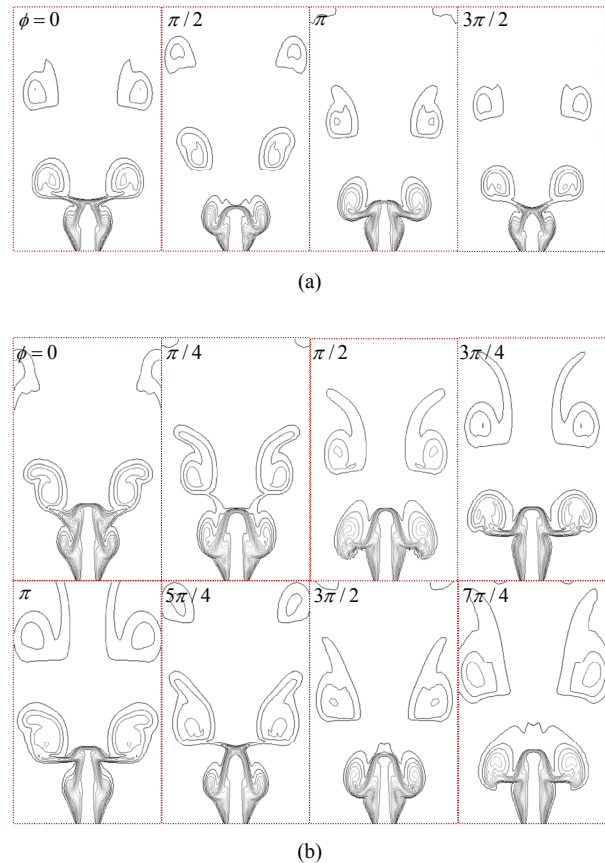 ϕ = 0 π / 2 π 3π / 2
(a)
ϕ = 0 π / 4 π / 2 3π / 4
π 5π / 4 3π / 2 7π / 4
(b)